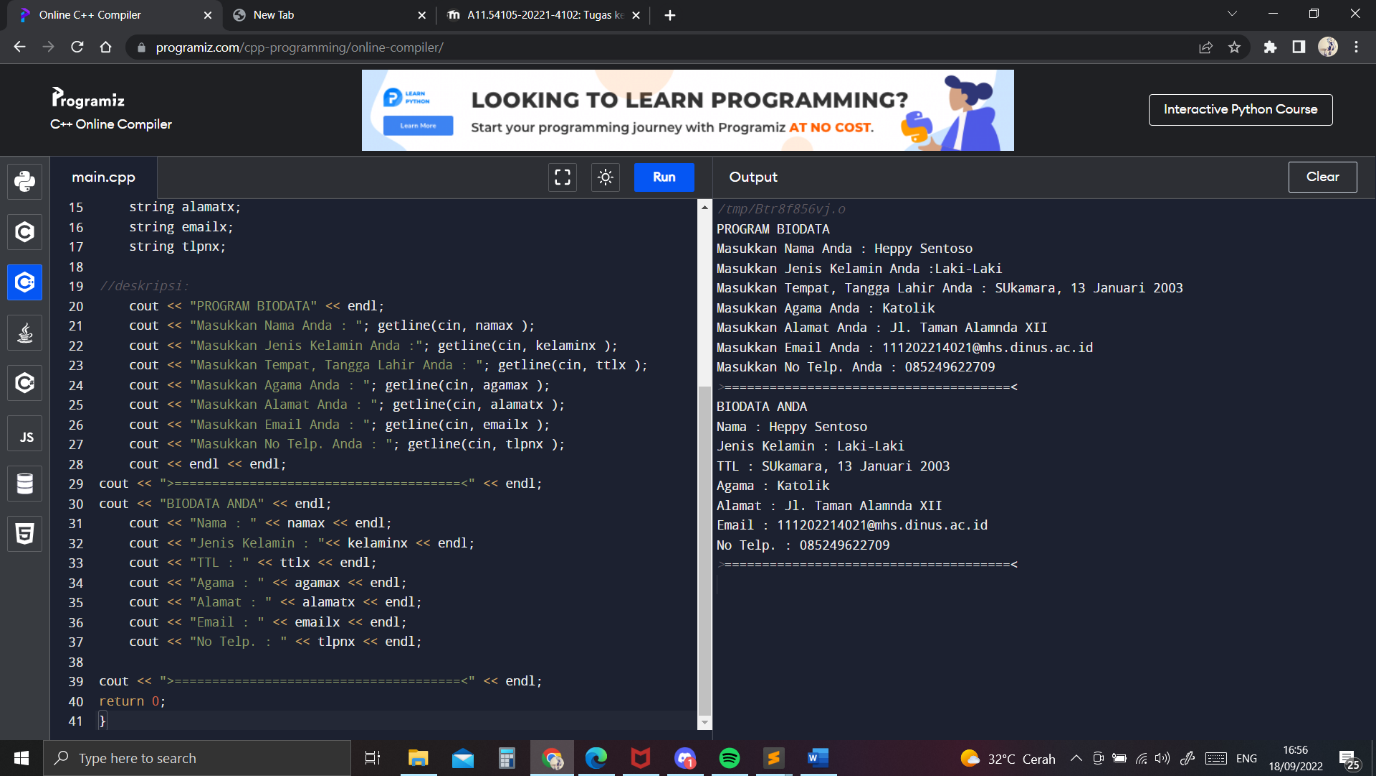 Online C++ Compiler
New Tab
A11.54105-20221-4102: Tugas ke
programiz.com/cpp-programming/online-compiler/
Programiz
C++ Online Compiler
LEARN PYTHON
Learn More
LOOKING TO LEARN PROGRAMMING?
Start your programming journey with Programiz AT NO COST.
Interactive Python Course
main.cpp
Run
Output
Clear
15 string alamatx;
16 string emailx;
17 string tlpnx;
18
19 //deskripsi:
20 cout << "PROGRAM BIODATA" << endl;
21 cout << "Masukkan Nama Anda : "; getline(cin, namax );
22 cout << "Masukkan Jenis Kelamin Anda :"; getline(cin, kelaminx );
23 cout << "Masukkan Tempat, Tangga Lahir Anda : "; getline(cin, ttlx );
24 cout << "Masukkan Agama Anda : "; getline(cin, agamax );
25 cout << "Masukkan Alamat Anda : "; getline(cin, alamatx );
26 cout << "Masukkan Email Anda : "; getline(cin, emailx );
27 cout << "Masukkan No Telp. Anda : "; getline(cin, tlpnx );
28 cout << endl << endl;
29 cout << ">======================================<" << endl;
30 cout << "BIODATA ANDA" << endl;
31 cout << "Nama : " << namax << endl;
32 cout << "Jenis Kelamin : "<< kelaminx << endl;
33 cout << "TTL : " << ttlx << endl;
34 cout << "Agama : " << agamax << endl;
35 cout << "Alamat : " << alamatx << endl;
36 cout << "Email : " << emailx << endl;
37 cout << "No Telp. : " << tlpnx << endl;
38
39 cout << ">======================================<" << endl;
40 return 0;
41 }
/tmp/Btr8f856vj.o
PROGRAM BIODATA
Masukkan Nama Anda : Heppy Sentoso
Masukkan Jenis Kelamin Anda :Laki-Laki
Masukkan Tempat, Tangga Lahir Anda : SUkamara, 13 Januari 2003
Masukkan Agama Anda : Katolik
Masukkan Alamat Anda : Jl. Taman Alamnda XII
Masukkan Email Anda : 111202214021@mhs.dinus.ac.id
Masukkan No Telp. Anda : 085249622709
>======================================<
BIODATA ANDA
Nama : Heppy Sentoso
Jenis Kelamin : Laki-Laki
TTL : SUkamara, 13 Januari 2003
Agama : Katolik
Alamat : Jl. Taman Alamnda XII
Email : 111202214021@mhs.dinus.ac.id
No Telp. : 085249622709
>======================================<
JS
Type here to search
1
32°C Cerah
ENG
16:56
18/09/2022
25